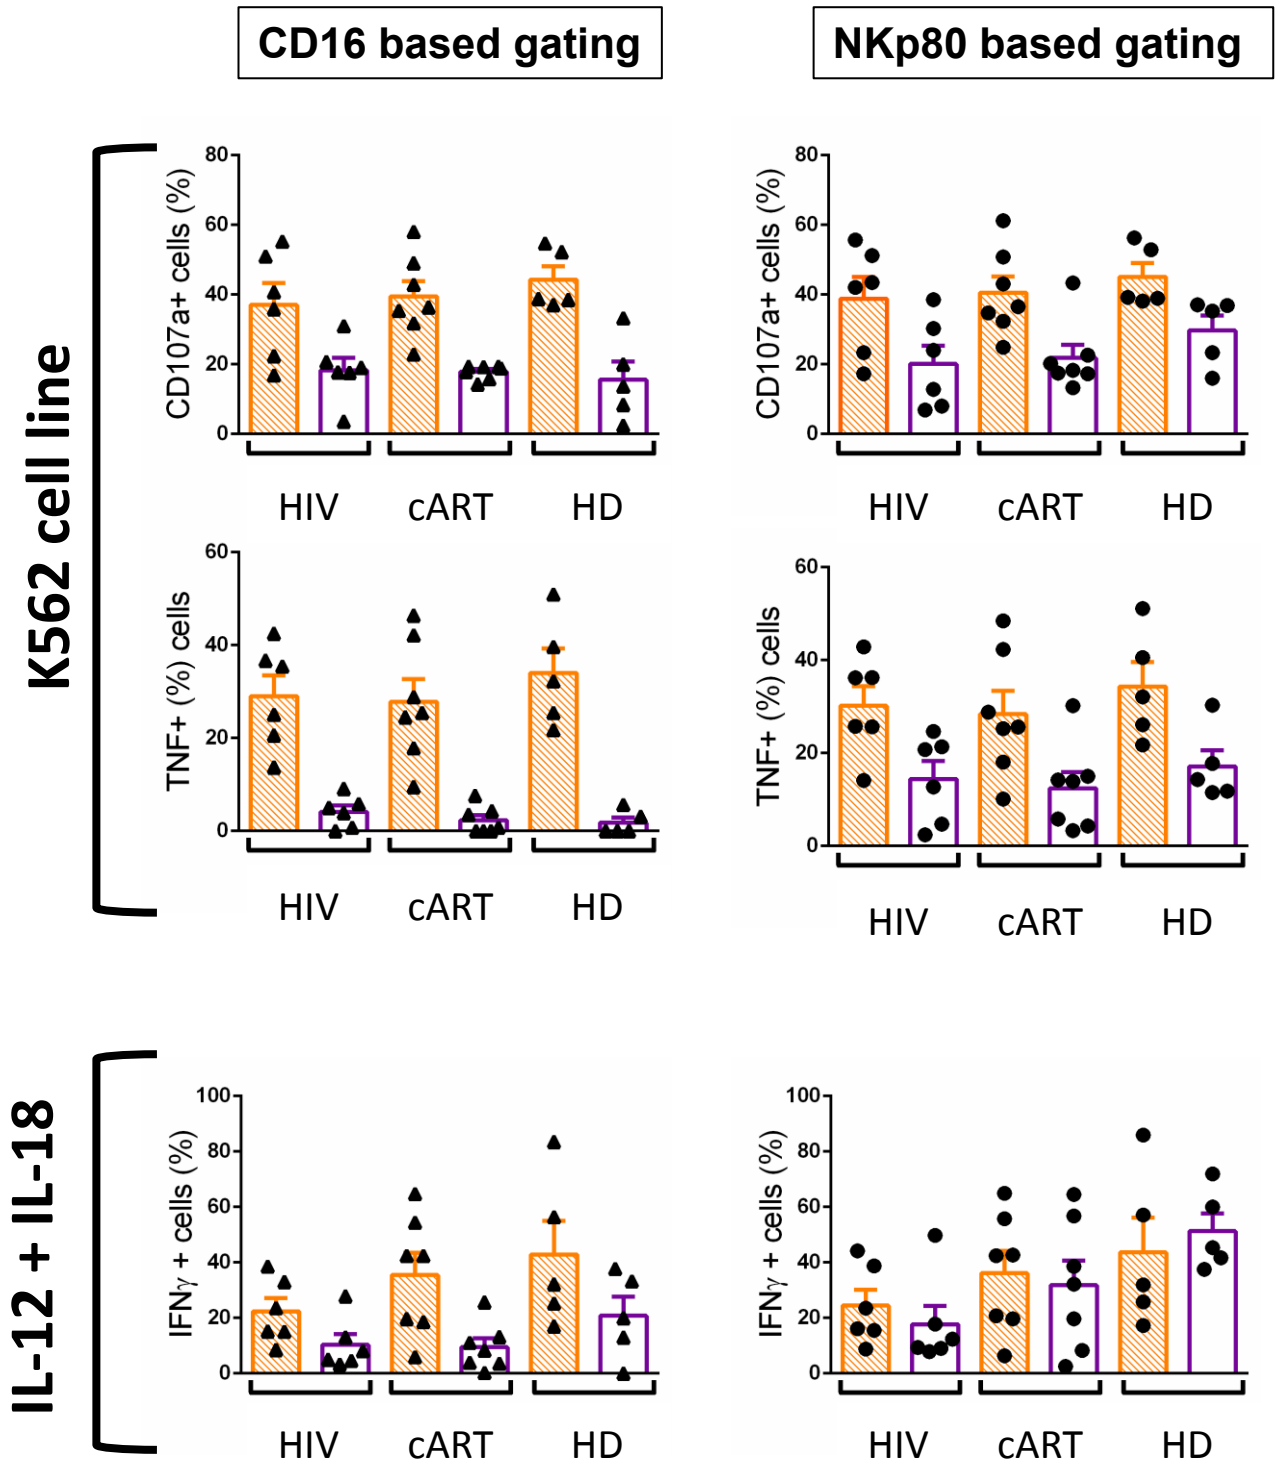 CD16 based gating
NKp80 based gating
K562 cell line
CD107a+ cells (%)
80
60
40
20
0
HIV
cART
HD
CD107a+ cells (%)
80
60
40
20
0
HIV
cART
HD
TNF+ (%) cells
60
40
20
0
HIV
cART
HD
TNF+ (%) cells
60
40
20
0
HIV
cART
HD
IL-12 + IL-18
IFNγ + cells (%)
100
80
60
40
20
0
HIV
cART
HD
IFNγ + cells (%)
100
80
60
40
20
0
HIV
cART
HD